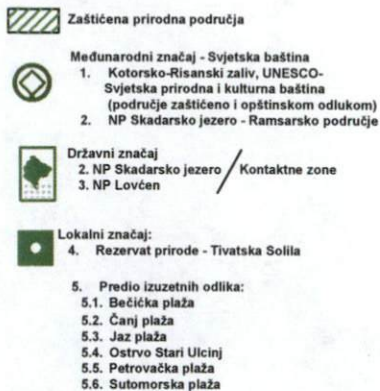 Zaštićena prirodna područja
Međunarodni značaj - Svjetska baština
1. Kotorsko-Risanski zaliv, UNESCO-
Svjetska prirodna i kulturna baština
(područje zaštićeno i opštinskom odlukom)
2. NP Skadarsko jezero - Ramsarsko područje
Državni značaj
2. NP Skadarsko jezero / Kontaktne zone
3. NP Lovćen
Lokalni značaj:
4. Rezervat prirode - Tivatska Solila
5. Predio izuzetnih odlika:
5.1. Bečićka plaža
5.2. Čanj plaža
5.3. Jaz plaža
5.4. Ostrvo Stari Ulcinj
5.5. Petrovačka plaža
5.6. Sutomorska plaža